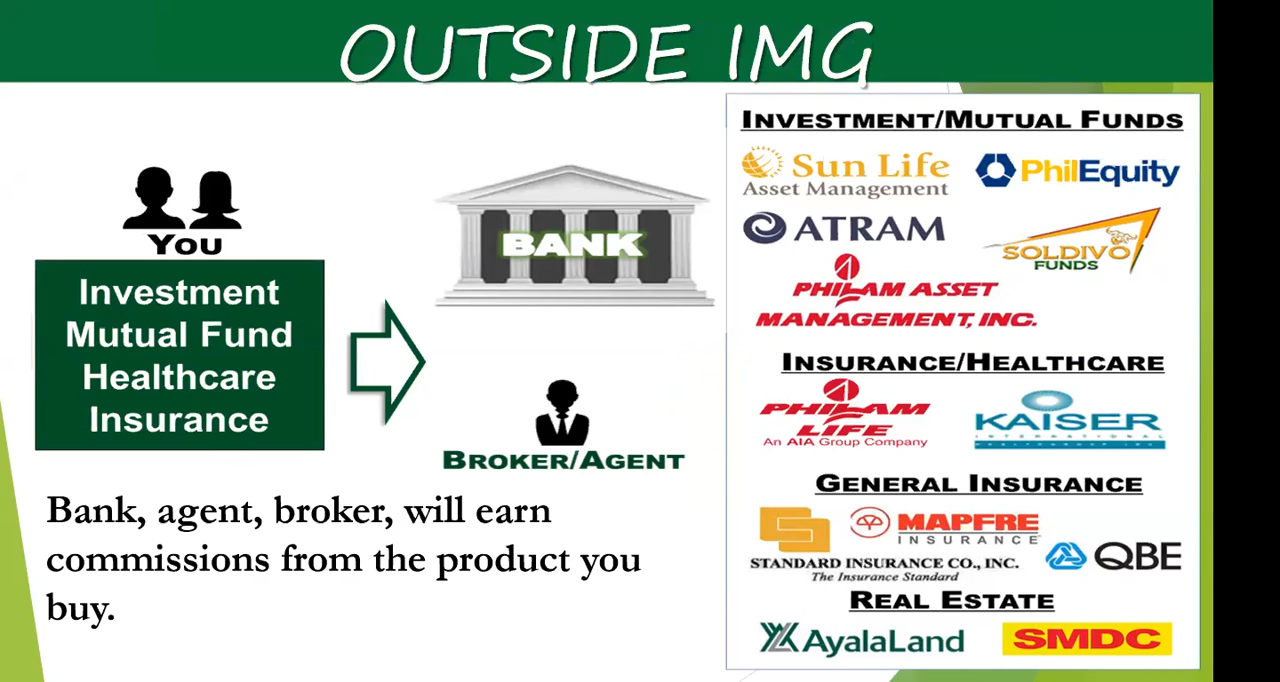 OUTSIDE IMG
YOU
Investment
Mutual Fund
Healthcare
Insurance
BANK
BROKER/AGENT
Bank, agent, broker, will earn
commissions from the product you
buy.
INVESTMENT/MUTUAL FUNDS
Sun Life
Asset Management
PhilEquity
ATRAM
SOLDIVO
FUNDS
PHILAM ASSET
MANAGEMENT, INC.
INSURANCE/HEALTHCARE
PHILAM
LIFE
An AIA Group Company
KAISER
INTERNATIONAL
GENERAL INSURANCE
MAPFRE
INSURANCE
STANDARD INSURANCE CO., INC.
The Insurance Standard
QBE
REAL ESTATE
AyalaLand
SMDC